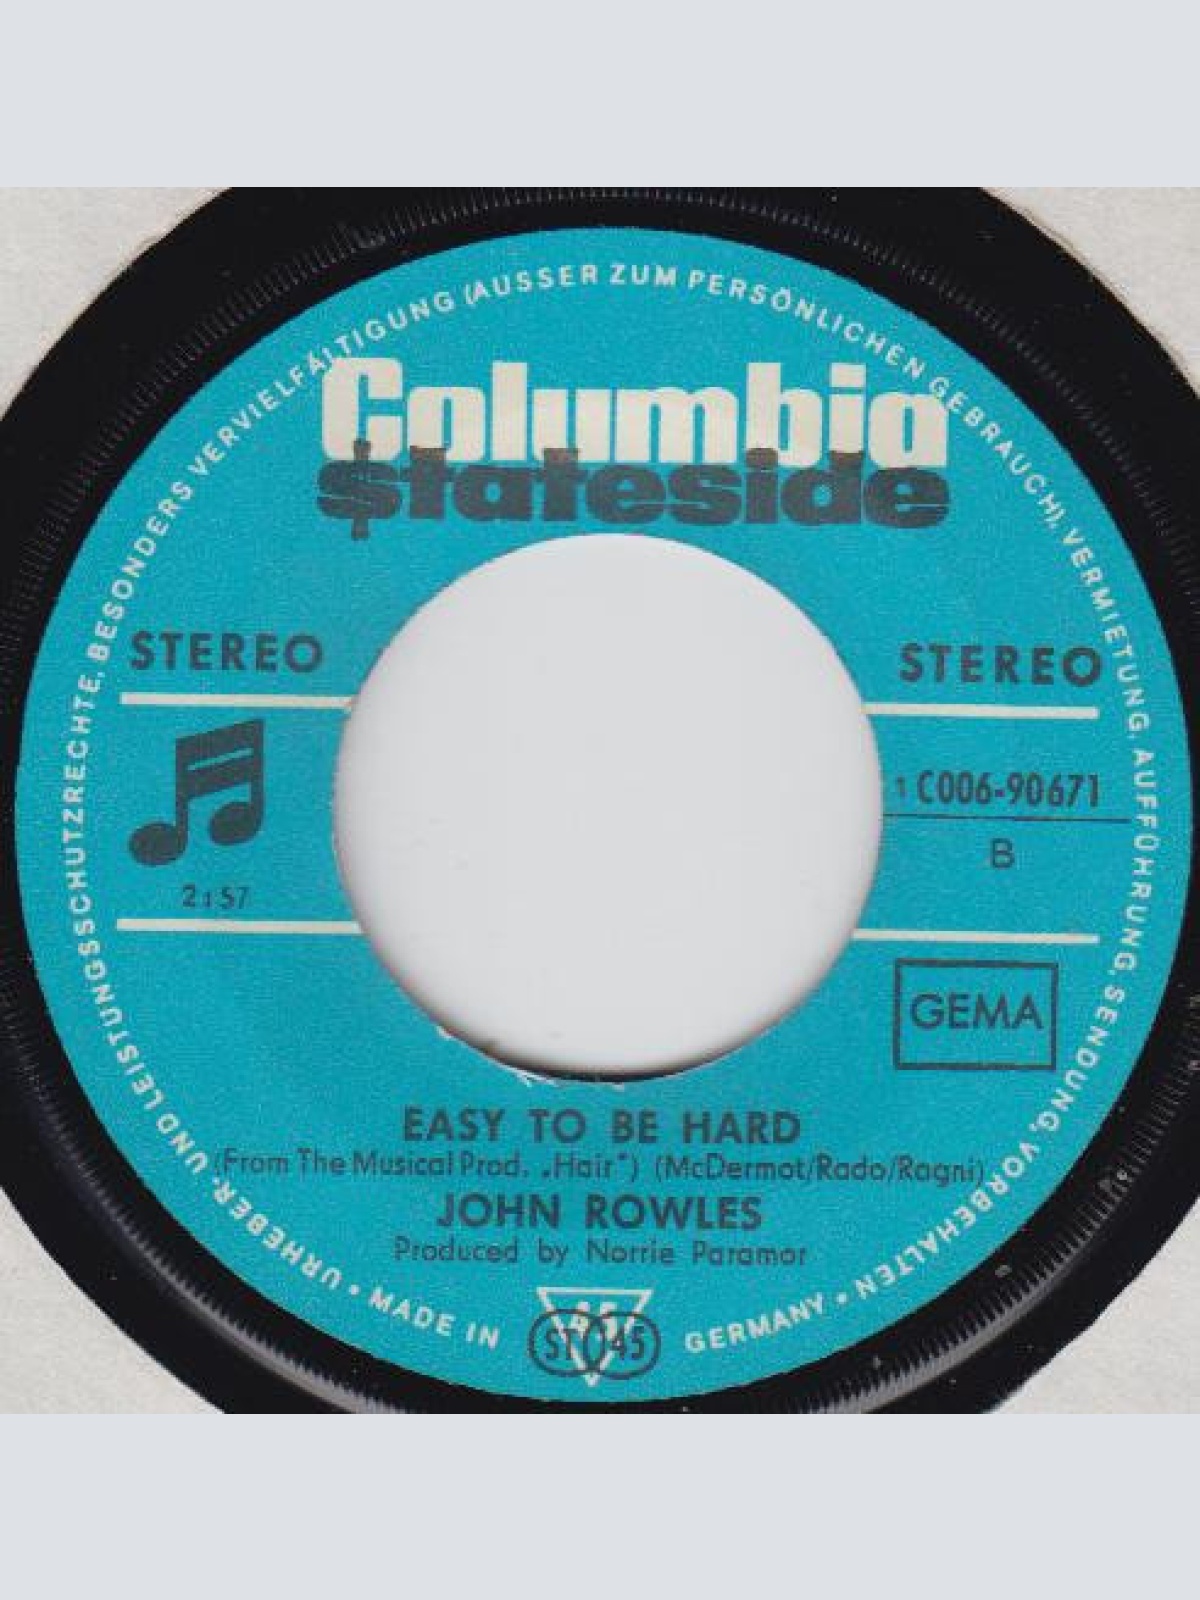 URHEBER- UND LEISTUNGSSCHUTZRECHTE, BESONDERS VERVIELFÄLTIGUNG (AUSSER ZUM PERSÖNLICHEN GEBRAUCH), VERMIETUNG, AUFFÜHRUNG, SENDUNG, VORBEHALTEN •
Columbia
$tateside
STEREO
STEREO
1 C006-90671
B
2:57
GEMA
EASY TO BE HARD
(From The Musical Prod. „Hair") (McDermot/Rado/Ragni)
JOHN ROWLES
Produced by Norrie Paramor
• MADE IN
ST 45
GERMANY